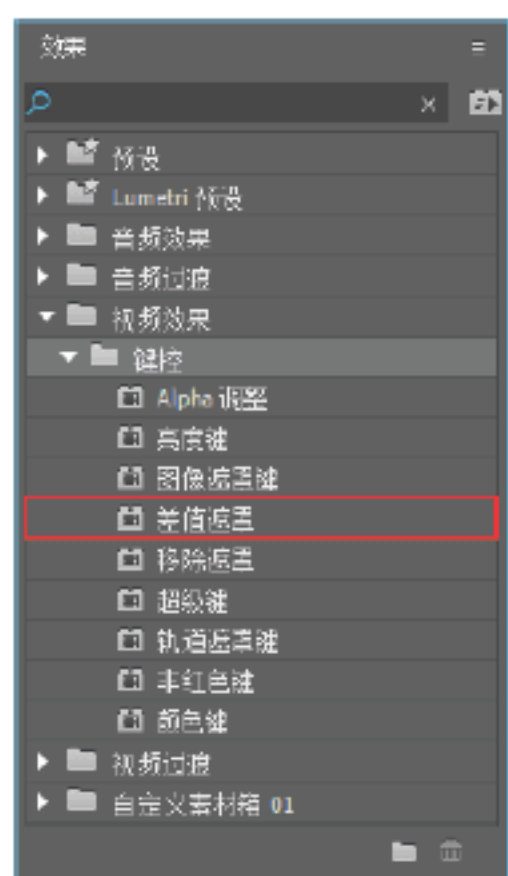 效果
预设
Lumetri 预设
音频效果
音频过渡
视频效果
键控
Alpha 调整
亮度键
图像遮罩键
差值遮罩
移除遮罩
超级键
轨道遮罩键
非红色键
颜色键
视频过渡
自定义素材箱 01